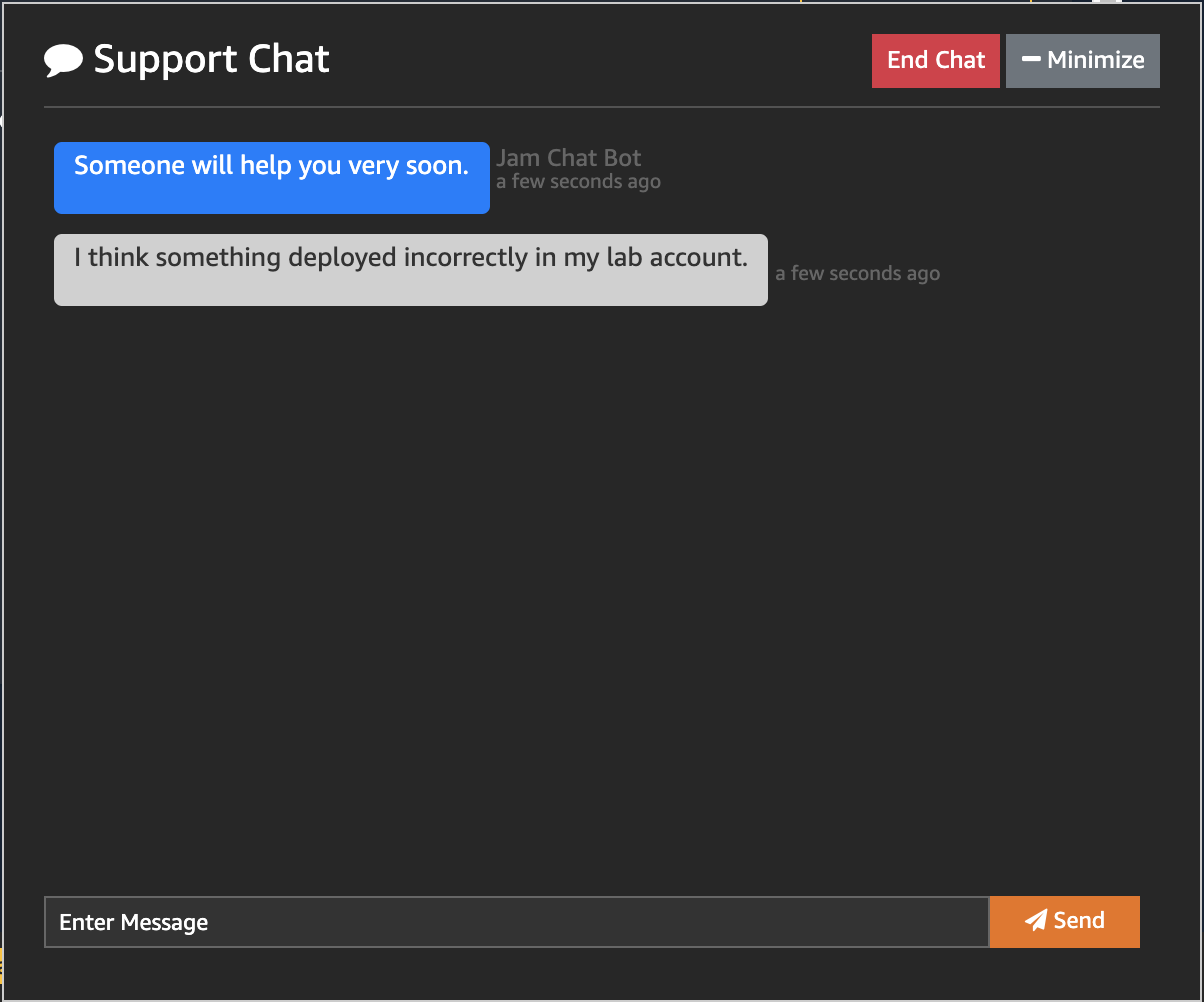 Support Chat
End Chat
Minimize
Someone will help you very soon.
Jam Chat Bot
a few seconds ago
I think something deployed incorrectly in my lab account.
a few seconds ago
Enter Message
Send